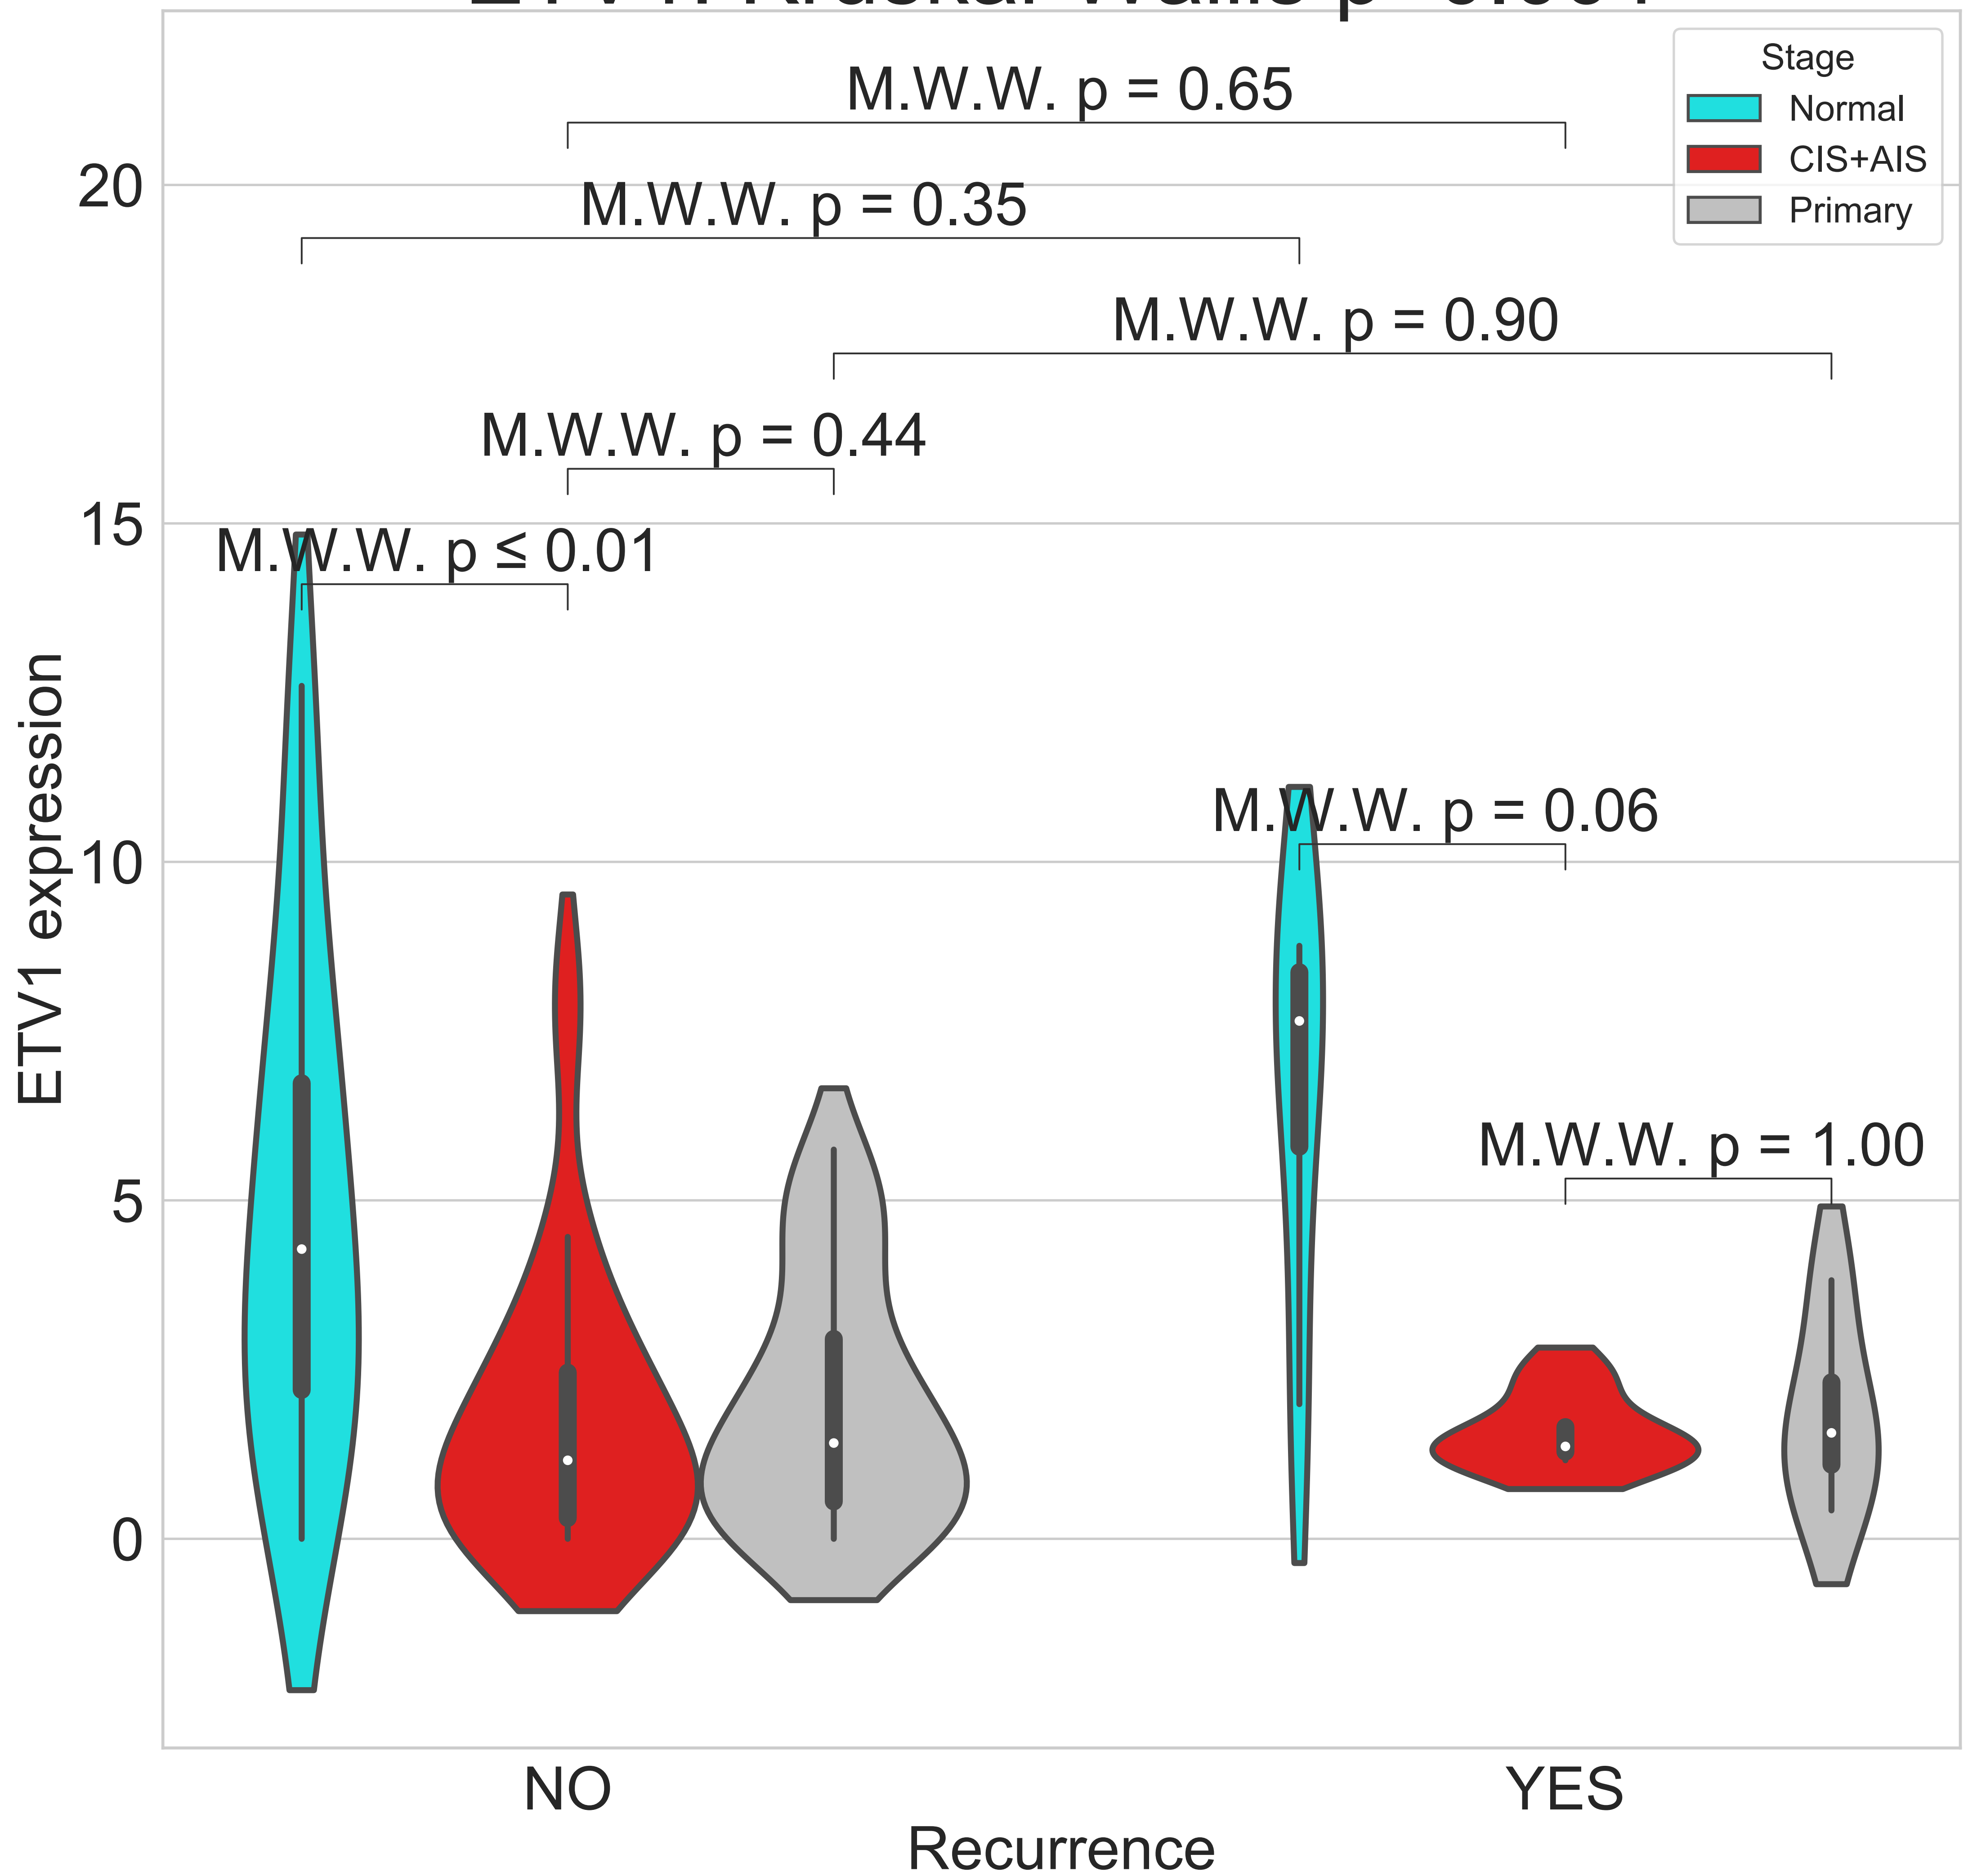 Stage
Normal
CIS+AIS
Primary
M.W.W. p = 0.65
M.W.W. p = 0.35
M.W.W. p = 0.90
M.W.W. p = 0.44
M.W.W. p ≤ 0.01
M.W.W. p = 0.06
M.W.W. p = 1.00
20
15
10
5
0
ETV1 expression
NO
YES
Recurrence